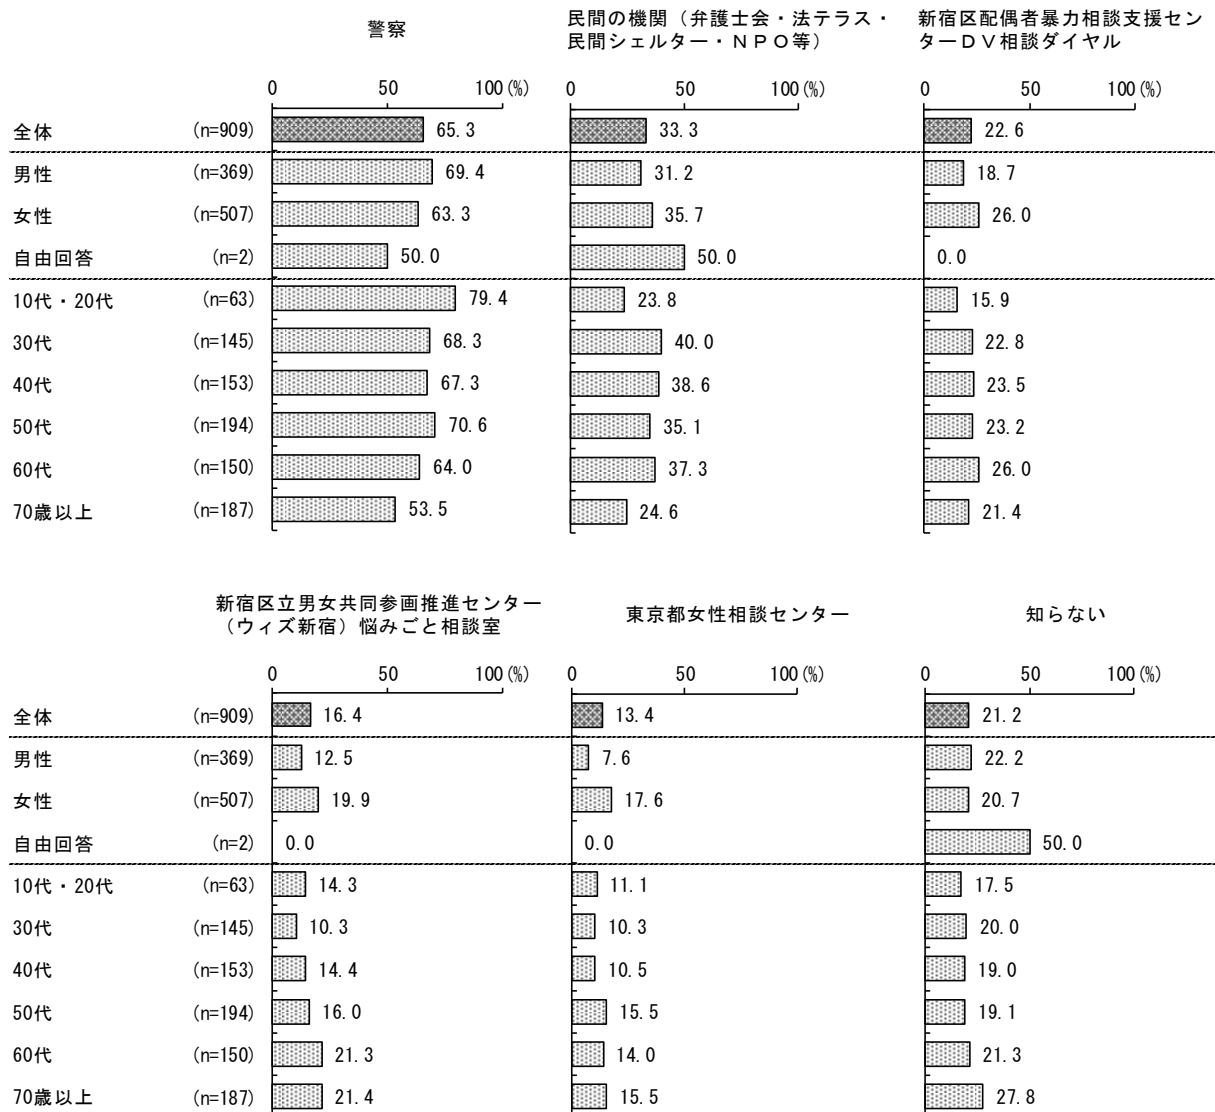 警察
民間の機関（弁護士会・法テラス・
民間シェルター・ＮＰＯ等）
新宿区配偶者暴力相談支援セン
ターＤＶ相談ダイヤル
0 50 100(%) 0 50 100(%) 0 50 100(%)
全体 (n=909) 65.3 33.3 22.6
男性 (n=369) 69.4 31.2 18.7
女性 (n=507) 63.3 35.7 26.0
自由回答 (n=2) 50.0 50.0 0.0
10代・20代 (n=63) 79.4 23.8 15.9
30代 (n=145) 68.3 40.0 22.8
40代 (n=153) 67.3 38.6 23.5
50代 (n=194) 70.6 35.1 23.2
60代 (n=150) 64.0 37.3 26.0
70歳以上 (n=187) 53.5 24.6 21.4
新宿区立男女共同参画推進センター
（ウィズ新宿）悩みごと相談室
東京都女性相談センター
知らない
0 50 100(%) 0 50 100(%) 0 50 100(%)
全体 (n=909) 16.4 13.4 21.2
男性 (n=369) 12.5 7.6 22.2
女性 (n=507) 19.9 17.6 20.7
自由回答 (n=2) 0.0 0.0 50.0
10代・20代 (n=63) 14.3 11.1 17.5
30代 (n=145) 10.3 10.3 20.0
40代 (n=153) 14.4 10.5 19.0
50代 (n=194) 16.0 15.5 19.1
60代 (n=150) 21.3 14.0 21.3
70歳以上 (n=187) 21.4 15.5 27.8